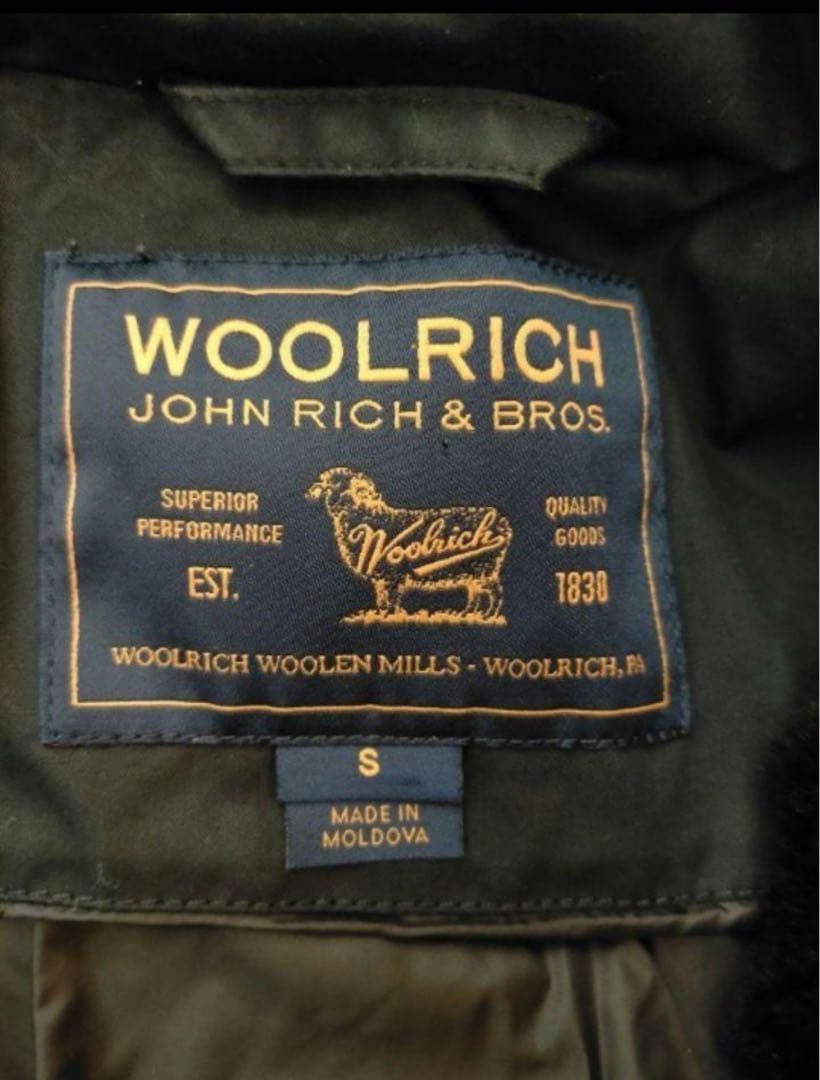 WOOLRICH
JOHN RICH & BROS.
SUPERIOR PERFORMANCE
Woolrich
QUALITY GOODS
EST.
1830
WOOLRICH WOOLEN MILLS - WOOLRICH, PA
S
MADE IN
MOLDOVA